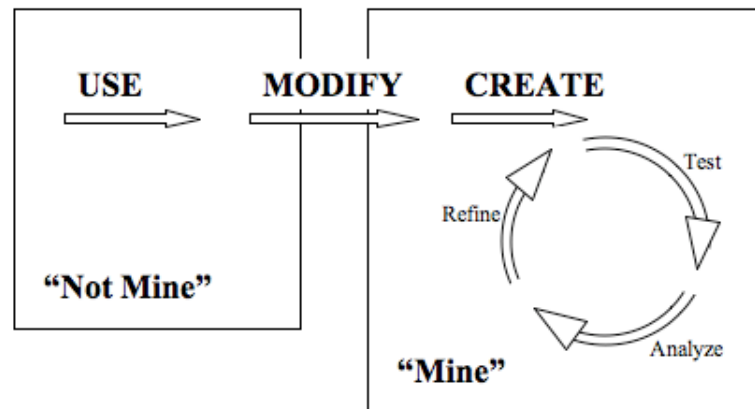 USE
MODIFY
CREATE
Test
Refine
“Not Mine”
Analyze
“Mine”